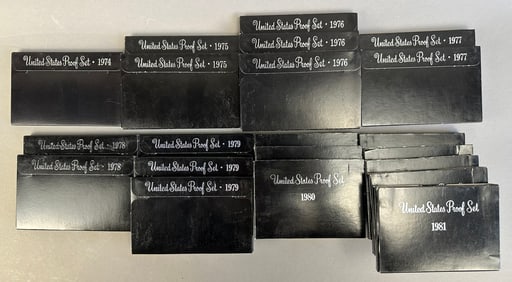 United States Proof Set - 1974
United States Proof Set - 1975
United States Proof Set - 1975
United States Proof Set - 1976
United States Proof Set - 1976
United States Proof Set - 1976
United States Proof Set - 1977
United States Proof Set - 1977
United States Proof Set - 1978
United States Proof Set - 1978
United States Proof Set - 1979
United States Proof Set - 1979
United States Proof Set - 1979
United States Proof Set
1980
United States Proof Set
1981